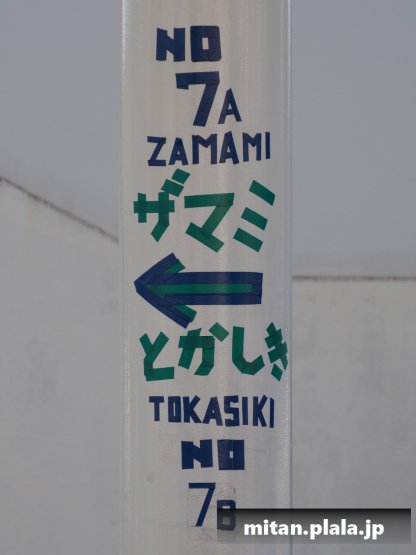 NO
7A
ZAMAMI
ザマミ
とかしき
TOKASIKI
NO
7B
mitan.plala.jp